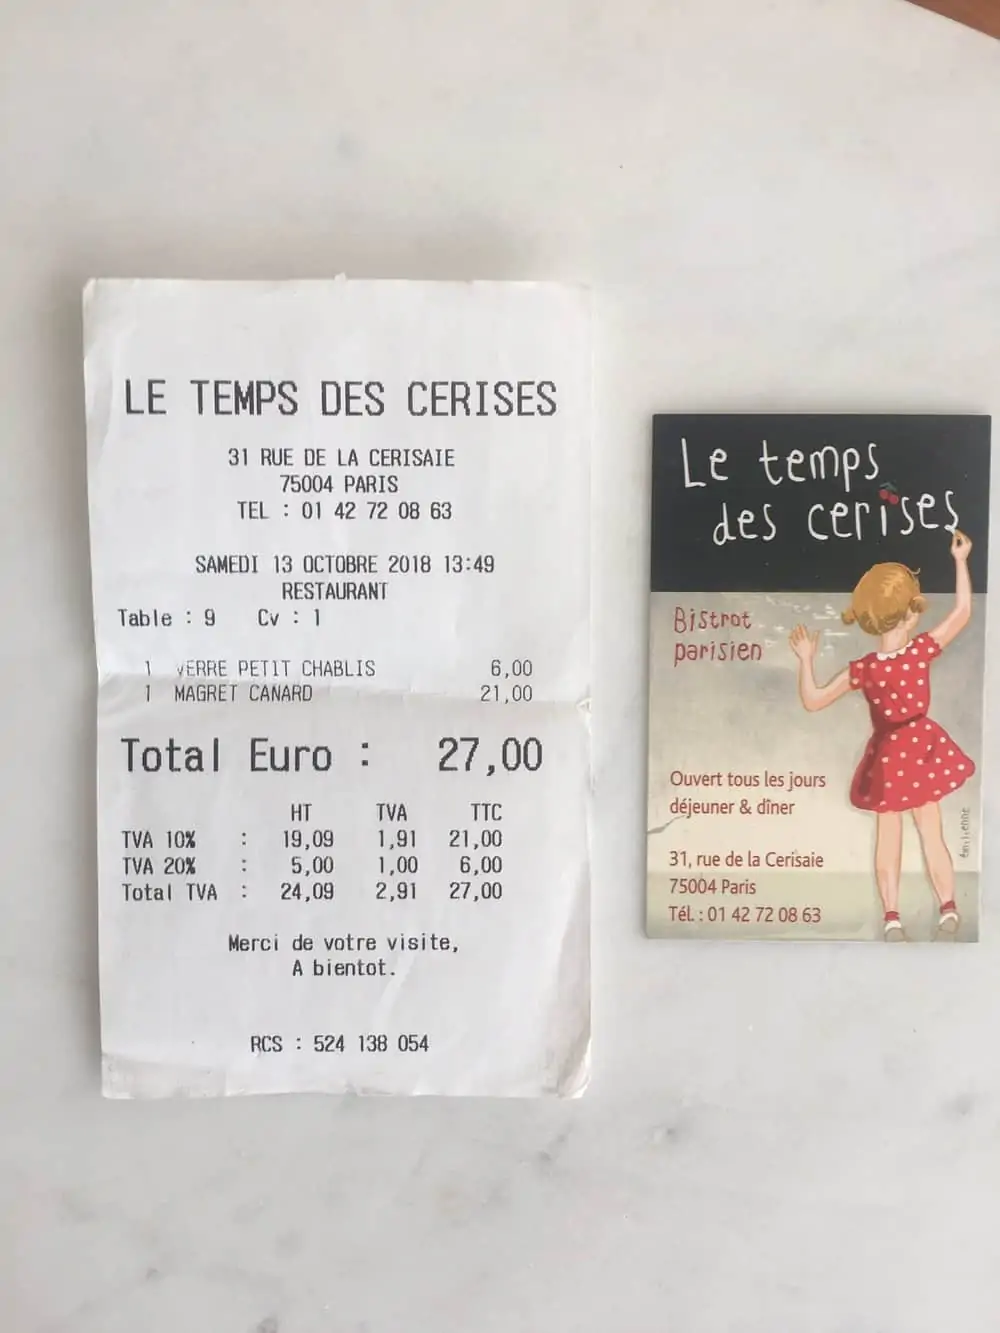 LE TEMPS DES CERISES
31 RUE DE LA CERISAIE
75004 PARIS
TEL : 01 42 72 08 63
SAMEDI 13 OCTOBRE 2018 13:49
RESTAURANT
Table : 9 Cv : 1
1 VERRE PETIT CHABLIS 6,00
1 MAGRET CANARD 21,00
Total Euro : 27,00
HT TVA TTC
TVA 10% : 19,09 1,91 21,00
TVA 20% : 5,00 1,00 6,00
Total TVA : 24,09 2,91 27,00
Merci de votre visite,
A bientot.
RCS : 524 138 054
Le temps
des cerises
Bistrot
parisien
Ouvert tous les jours
déjeuner & dîner
31, rue de la Cerisaie
75004 Paris
Tél. : 01 42 72 08 63
Émilienne